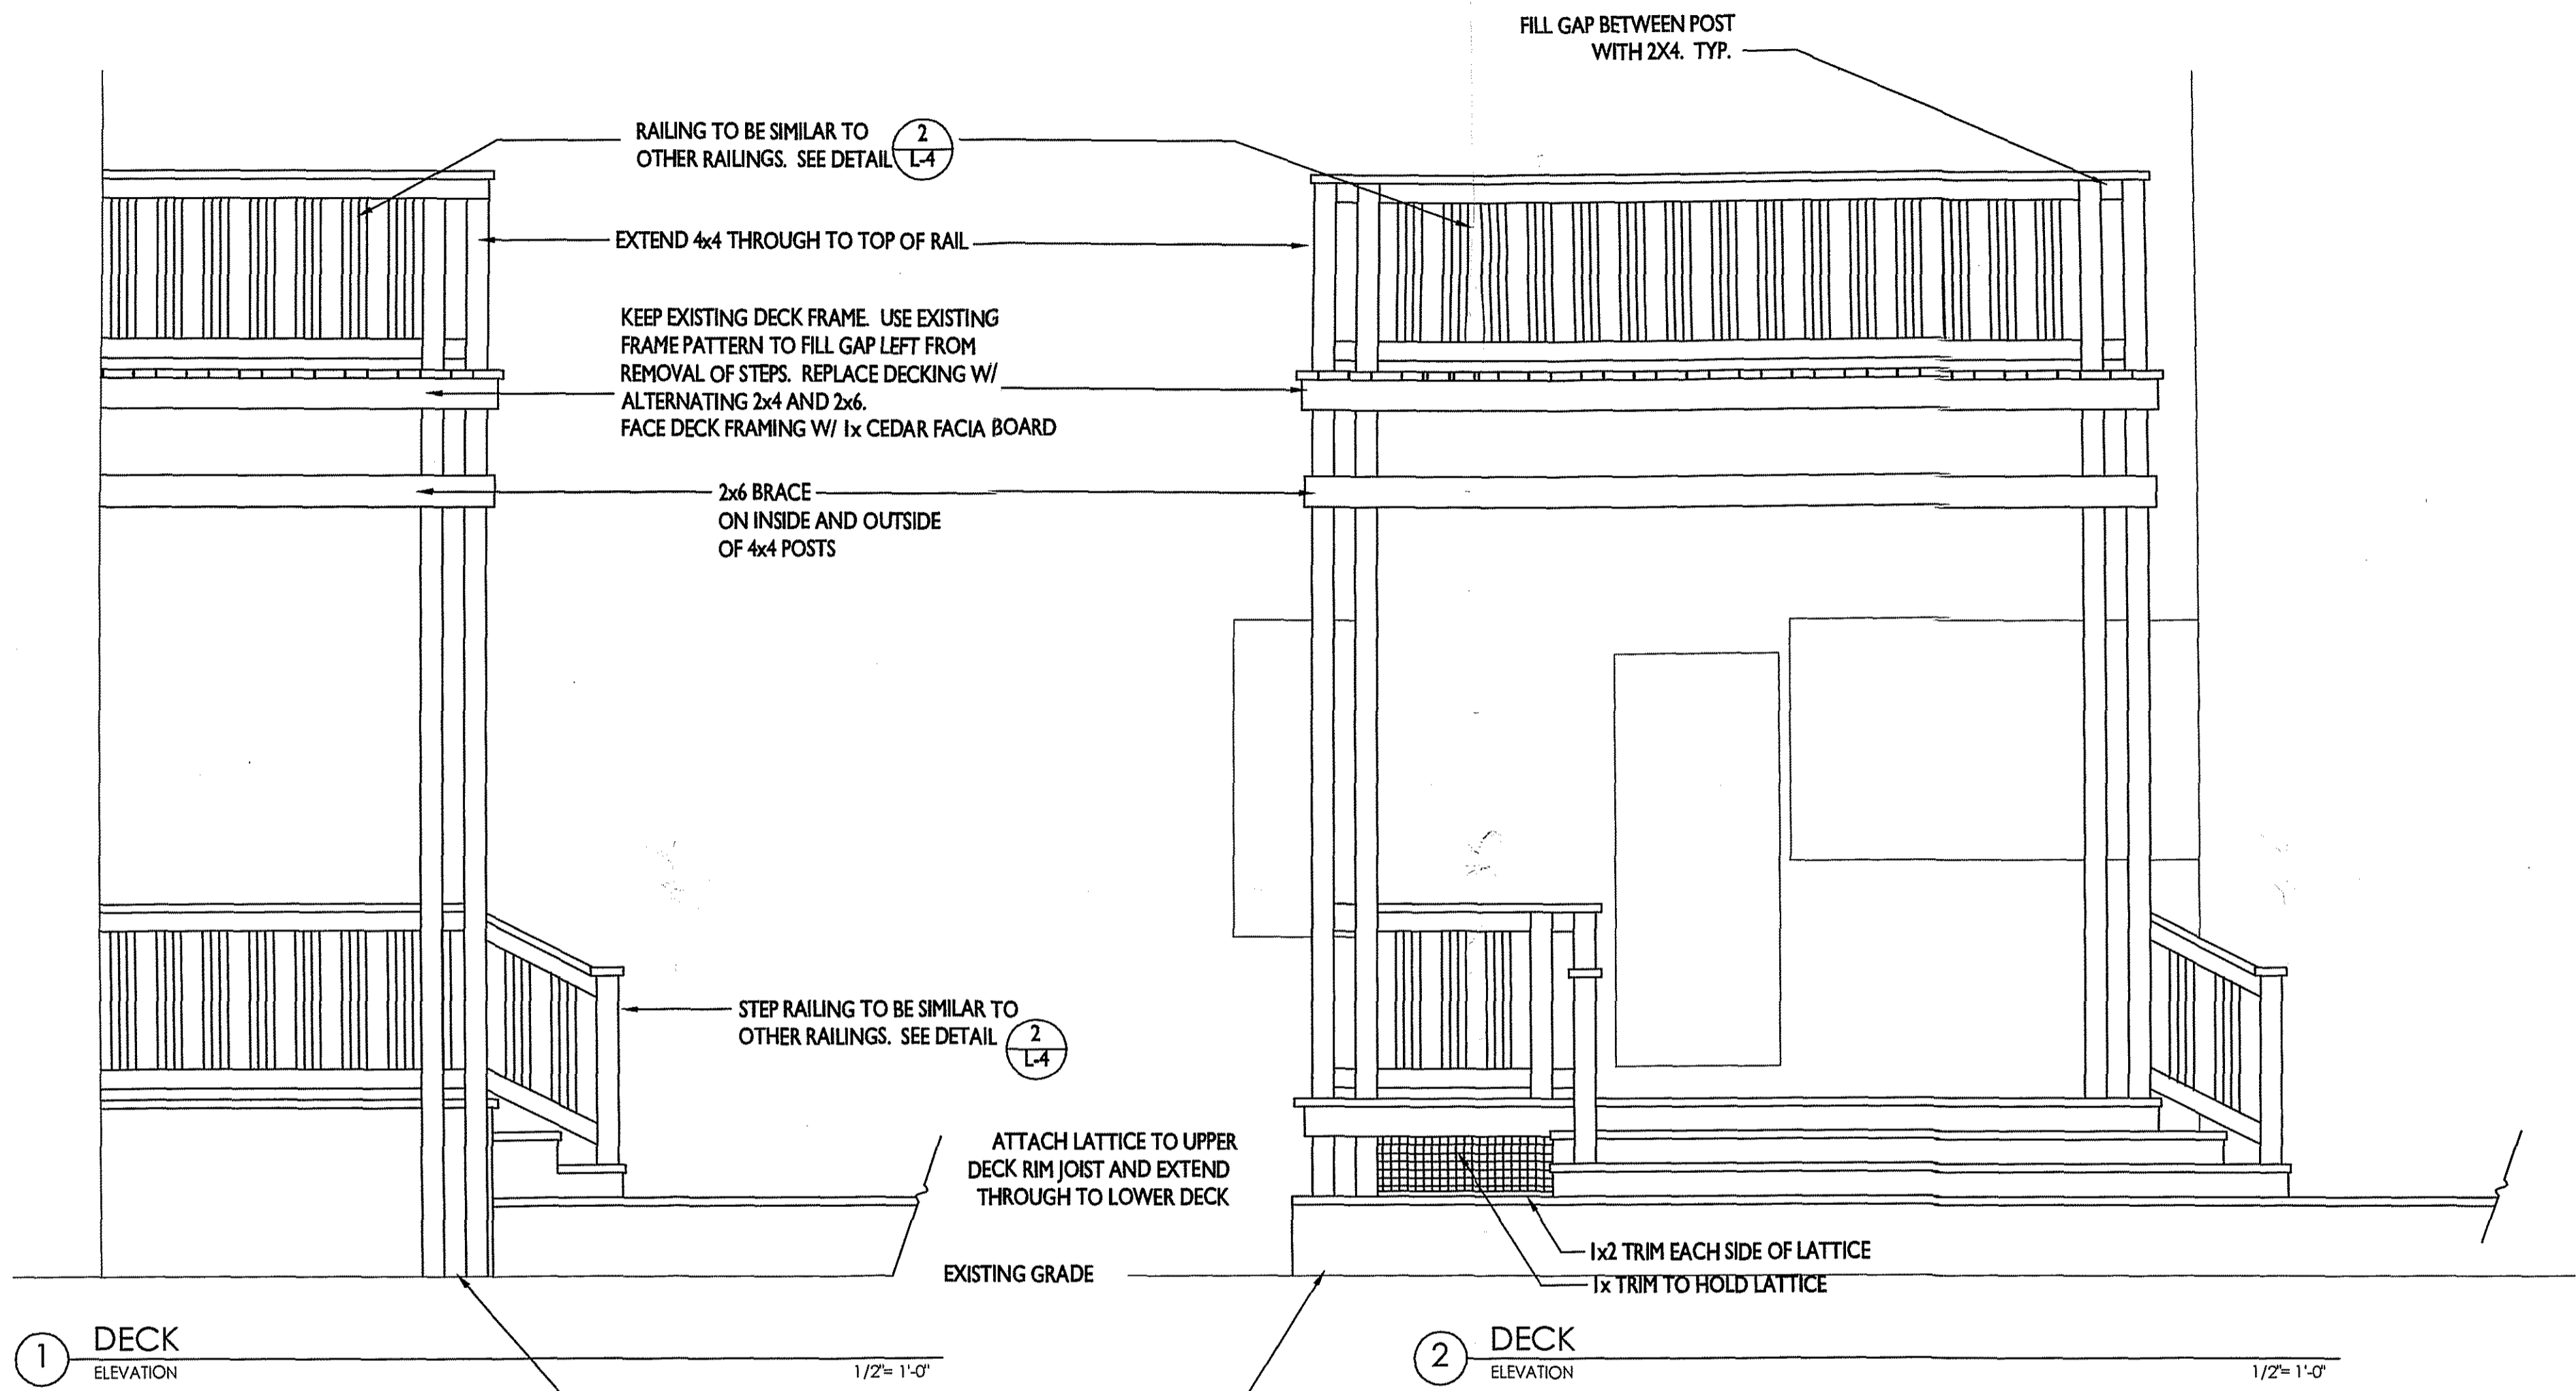 FILL GAP BETWEEN POST
WITH 2X4. TYP.
RAILING TO BE SIMILAR TO
OTHER RAILINGS. SEE DETAIL
2
L-4
EXTEND 4x4 THROUGH TO TOP OF RAIL
KEEP EXISTING DECK FRAME. USE EXISTING
FRAME PATTERN TO FILL GAP LEFT FROM
REMOVAL OF STEPS. REPLACE DECKING W/
ALTERNATING 2x4 AND 2x6.
FACE DECK FRAMING W/ 1x CEDAR FACIA BOARD
2x6 BRACE
ON INSIDE AND OUTSIDE
OF 4x4 POSTS
STEP RAILING TO BE SIMILAR TO
OTHER RAILINGS. SEE DETAIL
2
L-4
ATTACH LATTICE TO UPPER
DECK RIM JOIST AND EXTEND
THROUGH TO LOWER DECK
EXISTING GRADE
1x2 TRIM EACH SIDE OF LATTICE
1x TRIM TO HOLD LATTICE
1
DECK
ELEVATION
1/2"= 1'-0"
2
DECK
ELEVATION
1/2"= 1'-0"